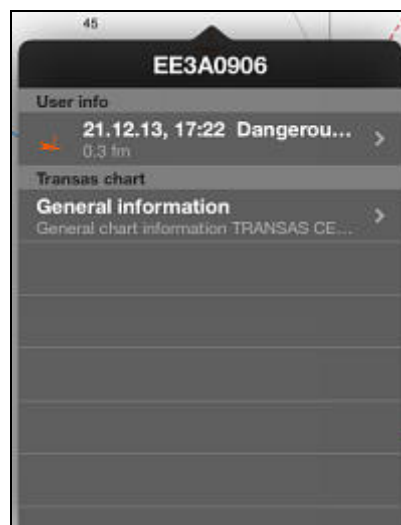 45
EE3A0906
User info
21.12.13, 17:22 Dangerou...
0.3 fm
Transas chart
General information
General chart information TRANSAS CE...